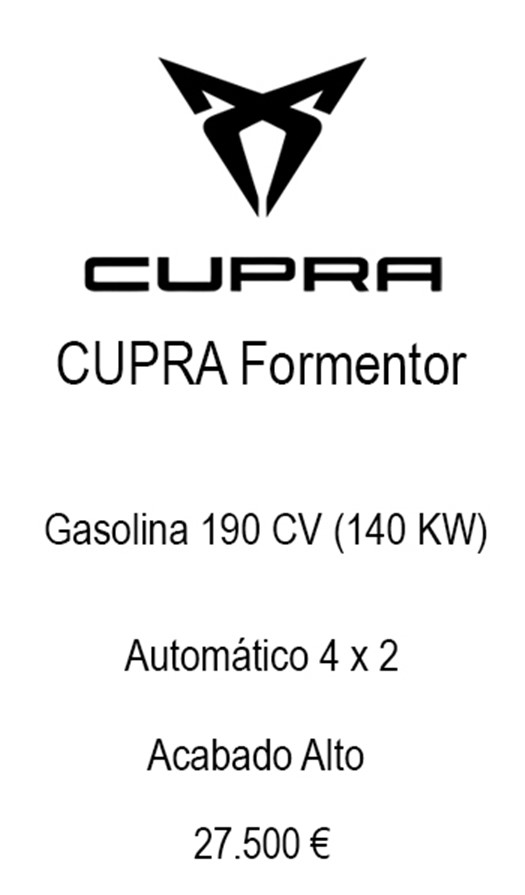 CUPRA
CUPRA Formentor
Gasolina 190 CV (140 KW)
Automático 4 x 2
Acabado Alto
27.500 €